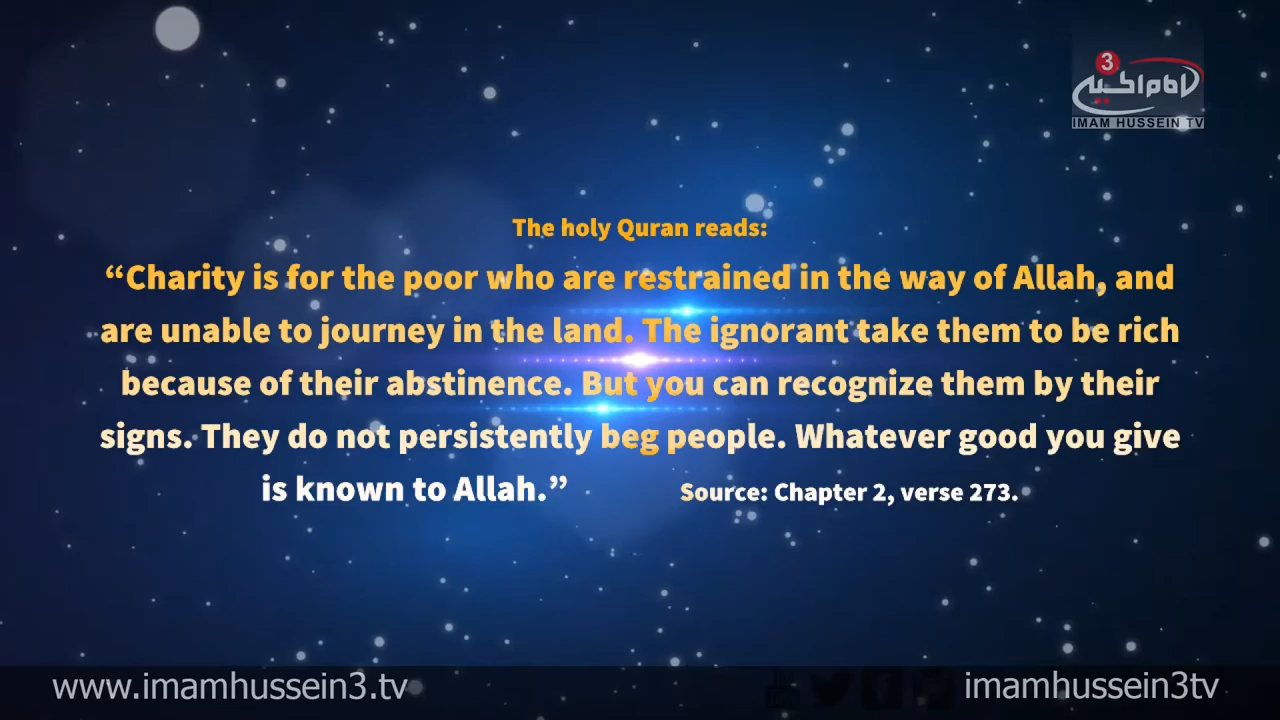 3
IMAM HUSSEIN TV
The holy Quran reads:
“Charity is for the poor who are restrained in the way of Allah, and
are unable to journey in the land. The ignorant take them to be rich
because of their abstinence. But you can recognize them by their
signs. They do not persistently beg people. Whatever good you give
is known to Allah.” Source: Chapter 2, verse 273.
www.imamhussein3.tv imamhussein3tv